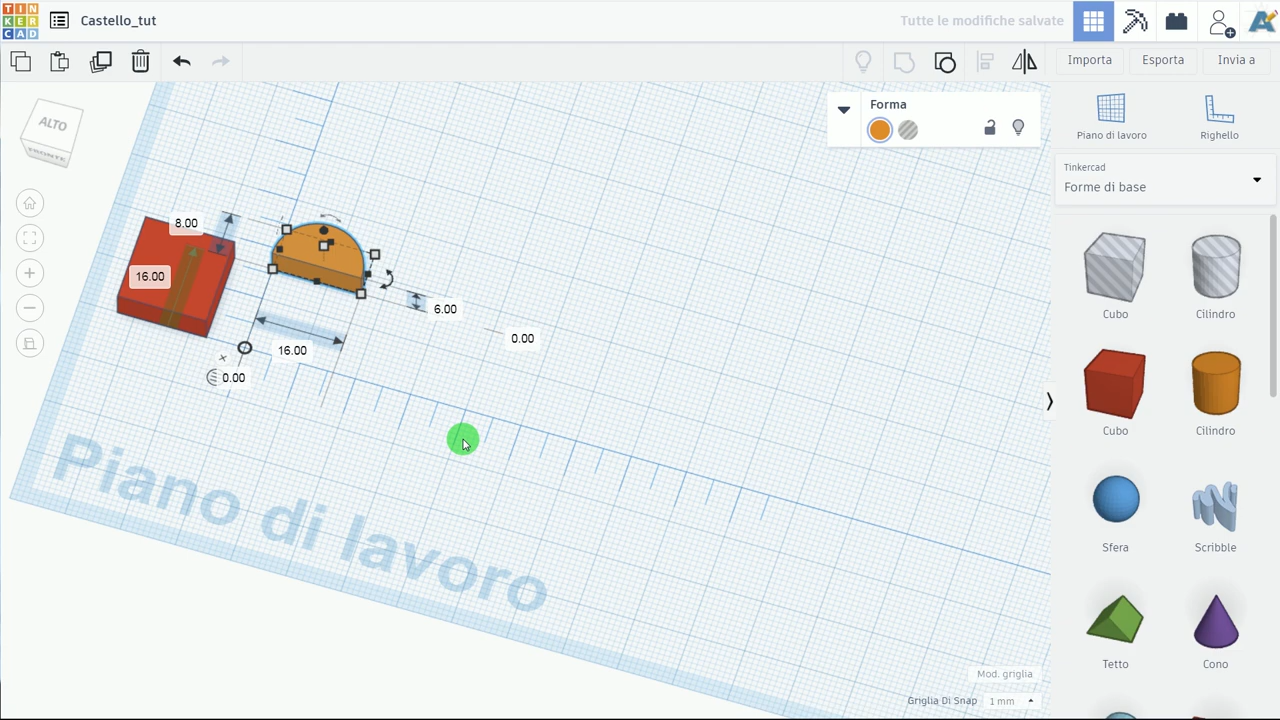 TIN
KER
CAD
Castello_tut
Tutte le modifiche salvate
Importa
Esporta
Invia a
ALTO
FRONTE
Forma
Piano di lavoro
Righello
Tinkercad
Forme di base
8.00
16.00
6.00
0.00
16.00
0.00
Piano di lavoro
Cubo
Cilindro
Cubo
Cilindro
Sfera
Scribble
Tetto
Cono
Mod. griglia
Griglia Di Snap
1 mm